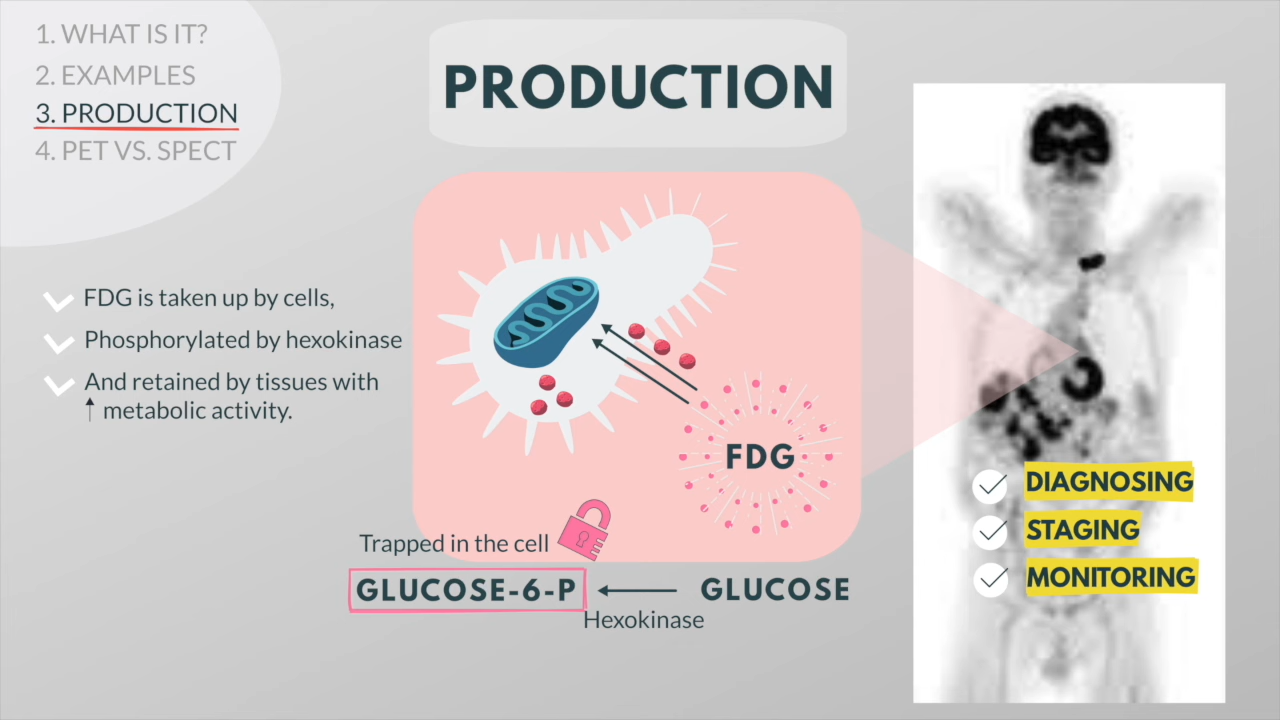 1. WHAT IS IT?
2. EXAMPLES
3. PRODUCTION
4. PET VS. SPECT
PRODUCTION
FDG is taken up by cells,
Phosphorylated by hexokinase
And retained by tissues with
↑ metabolic activity.
FDG
Trapped in the cell
GLUCOSE-6-P
GLUCOSE
Hexokinase
DIAGNOSING
STAGING
MONITORING